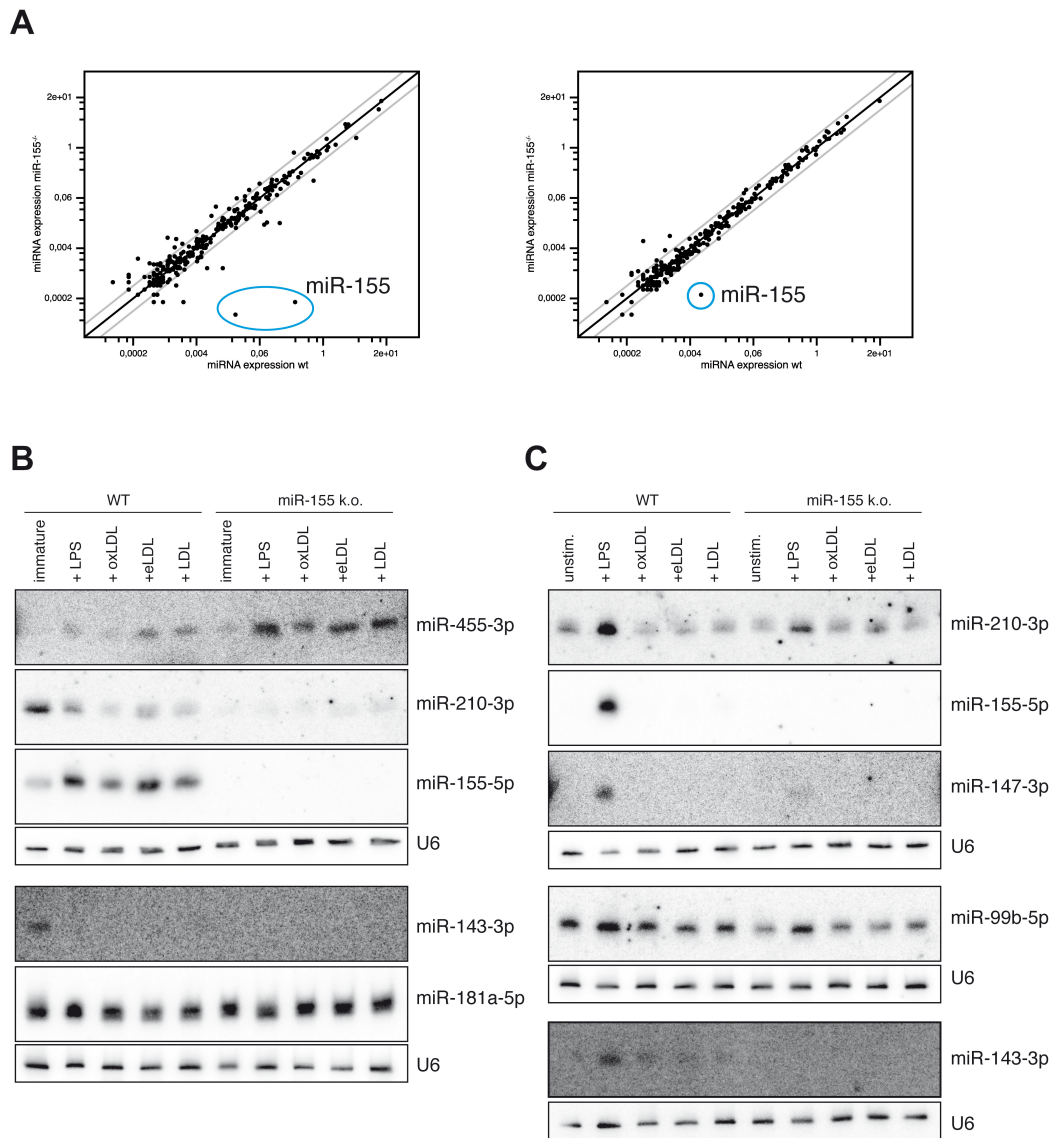 A
2e+01
1
0,06
0,004
0,0002
miRNA expression miR-155-/-
0,0002 0,004 0,06 1 2e+01
miRNA expression wt
miR-155
2e+01
1
0,06
0,004
0,0002
miRNA expression miR-155-/-
0,0002 0,004 0,06 1 2e+01
miRNA expression wt
miR-155
B
WT miR-155 k.o.
immature + LPS + oxLDL +eLDL + LDL immature + LPS + oxLDL +eLDL + LDL
miR-455-3p
miR-210-3p
miR-155-5p
U6
miR-143-3p
miR-181a-5p
U6
C
WT miR-155 k.o.
unstim. + LPS + oxLDL +eLDL + LDL unstim. + LPS + oxLDL +eLDL + LDL
miR-210-3p
miR-155-5p
miR-147-3p
U6
miR-99b-5p
U6
miR-143-3p
U6